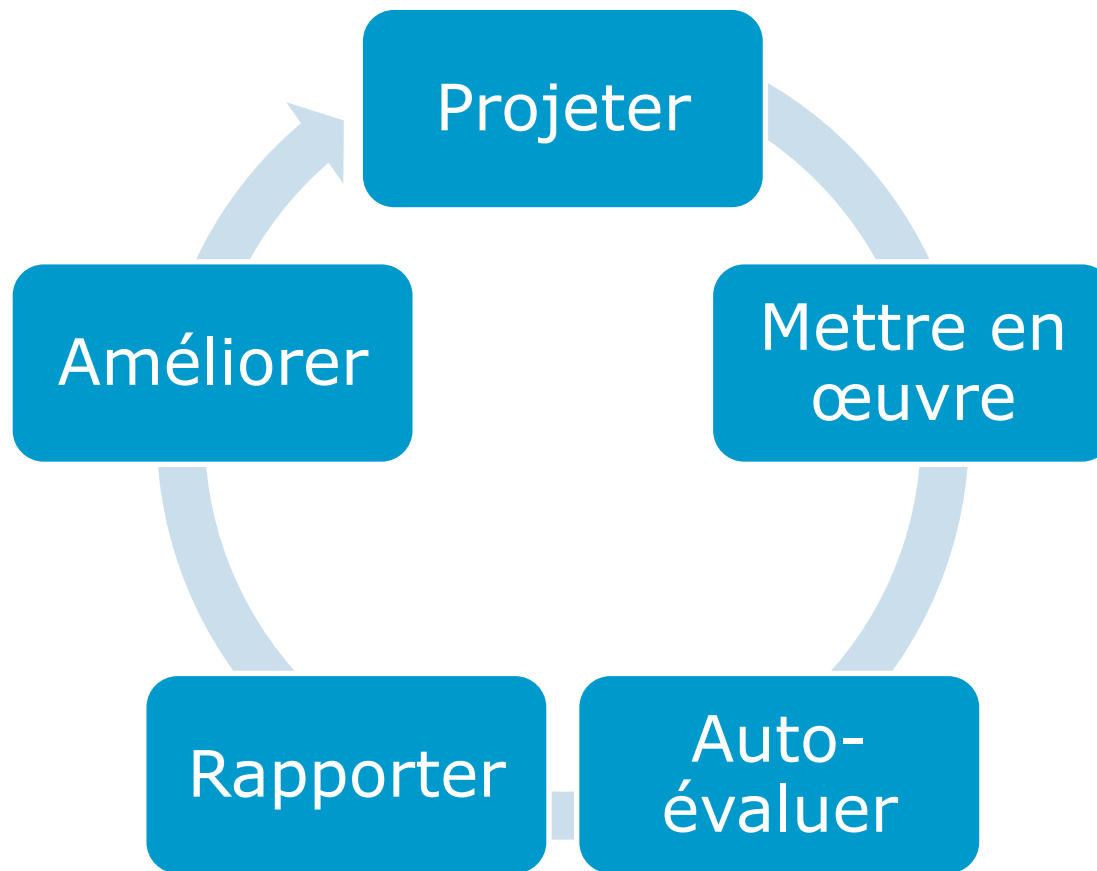 Projeter
Mettre en
œuvre
Auto-
évaluer
Rapporter
Améliorer